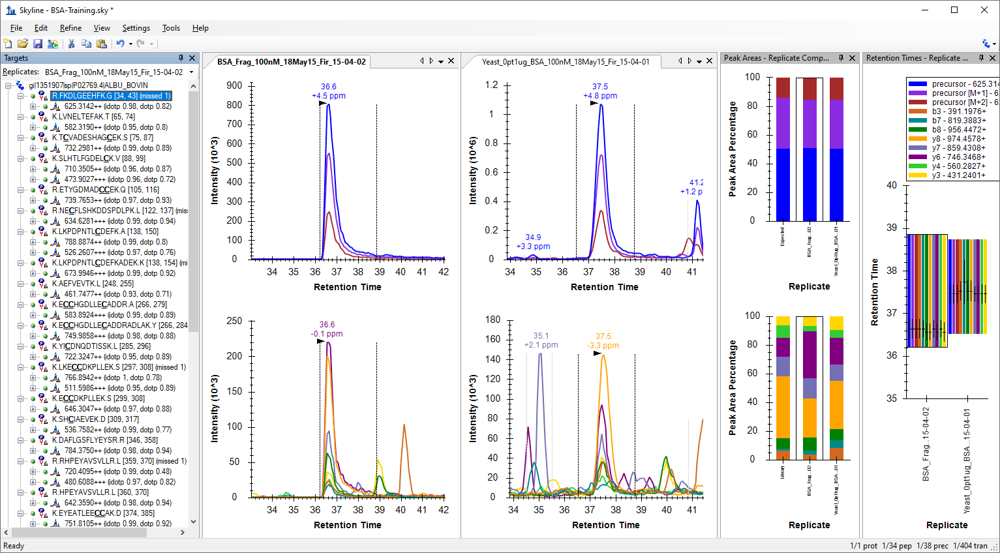 Skyline - BSA-Training.sky *
File Edit Refine View Settings Tools Help
Targets
Replicates: BSA_Frag_100nM_18May15_Fir_15-04-02
gi|1351907|sp|P02769.4|ALBU_BOVIN
R.FKDLGEEHFK.G [34, 43] (missed 1)
625.3142++ (idotp 0.98, dotp 0.82)
K.LVNELTEFAK.T [65, 74]
582.3190++ (idotp 0.95, dotp 0.8)
K.TCVADESHAGCEK.S [75, 87]
732.2981++ (idotp 0.99, dotp 0.89)
K.SLHTLFGDELCK.V [88, 99]
710.3505++ (idotp 0.96, dotp 0.87)
473.9027+++ (idotp 0.96, dotp 0.72)
R.ETYGDMADCCEK.Q [105, 116]
739.7653++ (idotp 0.97, dotp 0.93)
R.NECFLSHKDDSPDLPK.L [122, 137] (mis
634.6281+++ (idotp 0.99, dotp 0.94)
K.LKPDPNTLCDEFK.A [138, 150]
788.8874++ (idotp 0.99, dotp 0.8)
526.2607+++ (idotp 0.97, dotp 0.76)
K.LKPDPNTLCDEFKADEK.K [138, 154] (mi
673.9946+++ (idotp 0.99, dotp 0.92)
K.AEFVEVTK.L [248, 255]
461.7477++ (idotp 0.93, dotp 0.71)
K.ECCHGDLLECADDR.A [266, 279]
583.8924+++ (idotp 0.99, dotp 0.89)
K.ECCHGDLLECADDRADLAK.Y [266, 284
749.9858+++ (idotp 0.98, dotp 0.88)
K.YICDNQDTISSK.L [285, 296]
722.3247++ (idotp 0.95, dotp 0.89)
K.LKECCDKPLLEK.S [297, 308] (missed 1)
766.8942++ (idotp 1, dotp 0.78)
511.5986+++ (idotp 0.95, dotp 0.89)
K.ECCDKPLLEK.S [299, 308]
646.3047++ (idotp 0.97, dotp 0.88)
K.SHCIAEVEK.D [309, 317]
536.7582++ (idotp 0.99, dotp 0.77)
K.DAFLGSFLYEYSR.R [346, 358]
784.3750++ (idotp 0.98, dotp 0.94)
R.RHPEYAVSVLLR.L [359, 370] (missed 1)
720.4095++ (idotp 0.99, dotp 0.48)
480.6088+++ (idotp 0.97, dotp 0.82)
R.HPEYAVSVLLR.L [360, 370]
642.3590++ (idotp 0.98, dotp 0.94)
K.EYEATLEECCAK.D [374, 385]
751.8105++ (idotp 0.99, dotp 0.92)
BSA_Frag_100nM_18May15_Fir_15-04-02
36.6
+4.5 ppm
Intensity (10^3)
900
800
700
600
500
400
300
200
100
0
34 35 36 37 38 39 40 41 42
Retention Time
36.6
-0.1 ppm
Intensity (10^3)
250
200
150
100
50
0
34 35 36 37 38 39 40 41 42
Retention Time
Yeast_0pt1ug_BSA_100nM_18May15_Fir_15-04-01
37.5
+4.8 ppm
41.2
+1.2 p
34.9
+3.3 ppm
Intensity (10^6)
1.2
1
0.8
0.6
0.4
0.2
0
34 35 36 37 38 39 40 41
Retention Time
35.1
+2.1 ppm
37.5
-3.3 ppm
Intensity (10^3)
180
160
140
120
100
80
60
40
20
0
34 35 36 37 38 39 40 41
Retention Time
Peak Areas - Replicate Comp...
Peak Area Percentage
100
80
60
40
20
0
Expected
BSA_Frag...02
Yeast_0pt1ug_BSA...01
Replicate
Peak Area Percentage
100
80
60
40
20
0
Library
BSA_Frag...02
Yeast_0pt1ug_BSA...01
Replicate
Retention Times - Replicate ...
precursor - 625.314
precursor [M+1] - 6
precursor [M+2] - 6
b3 - 391.1976+
b7 - 819.3883+
b8 - 956.4472+
y8 - 974.4578+
y7 - 859.4308+
y6 - 746.3468+
y4 - 560.2827+
y3 - 431.2401+
Retention Time
40
39
38
37
36
35
BSA_Frag...15-04-02
Yeast_0pt1ug_BSA...15-04-01
Replicate
Ready
1/1 prot 1/34 pep 1/38 prec 1/404 tran